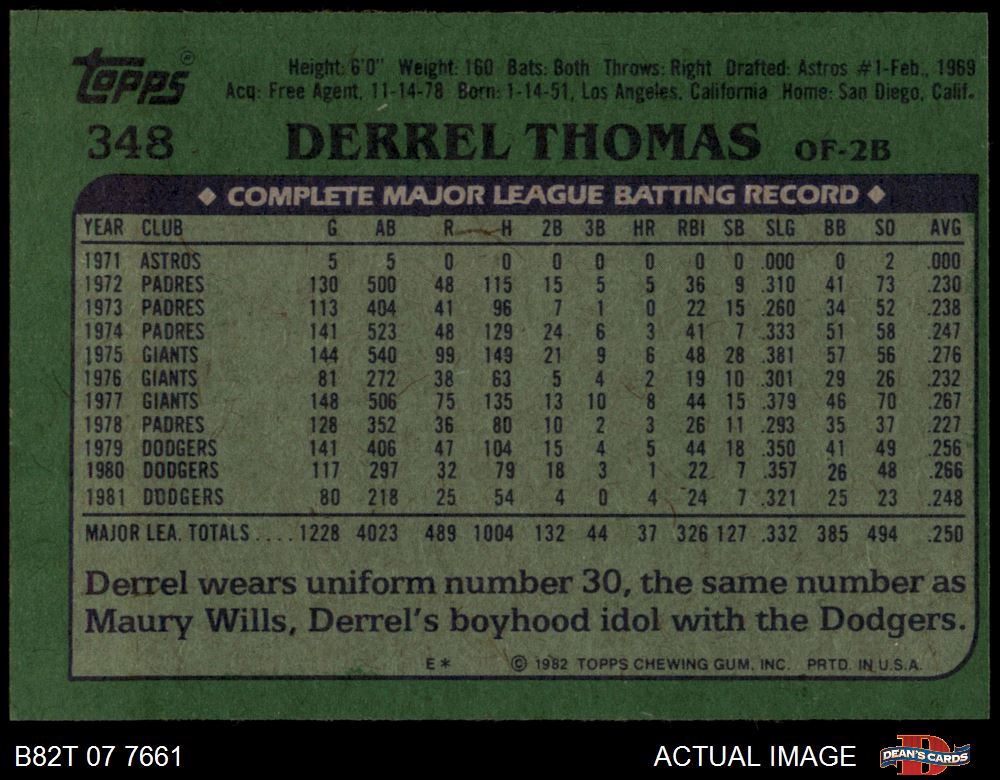 Topps®
Height: 6'0" Weight: 160 Bats: Both Throws: Right Drafted: Astros #1-Feb., 1969
Acq: Free Agent, 11-14-78 Born: 1-14-51, Los Angeles, California Home: San Diego, Calif.
348 DERREL THOMAS OF-2B
◆ COMPLETE MAJOR LEAGUE BATTING RECORD ◆
YEAR CLUB G AB R H 2B 3B HR RBI SB SLG BB SO AVG
1971 ASTROS 5 5 0 0 0 0 0 0 0 .000 0 2 .000
1972 PADRES 130 500 48 115 15 5 5 36 9 .310 41 73 .230
1973 PADRES 113 404 41 96 7 1 0 22 15 .260 34 52 .238
1974 PADRES 141 523 48 129 24 6 3 41 7 .333 51 58 .247
1975 GIANTS 144 540 99 149 21 9 6 48 28 .381 57 56 .276
1976 GIANTS 81 272 38 63 5 4 2 19 10 .301 29 26 .232
1977 GIANTS 148 506 75 135 13 10 8 44 15 .379 46 70 .267
1978 PADRES 128 352 36 80 10 2 3 26 11 .293 35 37 .227
1979 DODGERS 141 406 47 104 15 4 5 44 18 .350 41 49 .256
1980 DODGERS 117 297 32 79 18 3 1 22 7 .357 26 48 .266
1981 DODGERS 80 218 25 54 4 0 4 24 7 .321 25 23 .248
MAJOR LEA. TOTALS .... 1228 4023 489 1004 132 44 37 326 127 .332 385 494 .250
Derrel wears uniform number 30, the same number as
Maury Wills, Derrel's boyhood idol with the Dodgers.
E* © 1982 TOPPS CHEWING GUM, INC. PRTD. IN U.S.A.
B82T 07 7661 ACTUAL IMAGE DEAN'S CARDS